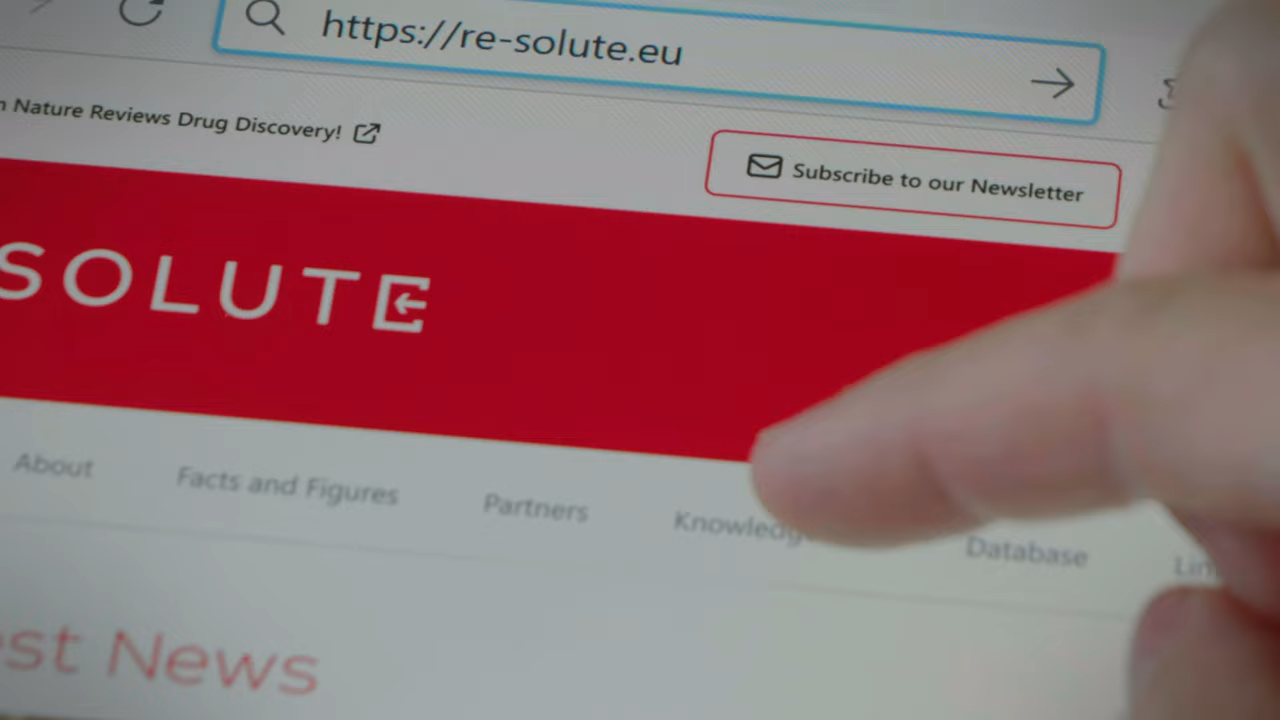 https://re-solute.eu
Nature Reviews Drug Discovery!
Subscribe to our Newsletter
SOLUTE
About Facts and Figures Partners Database
News